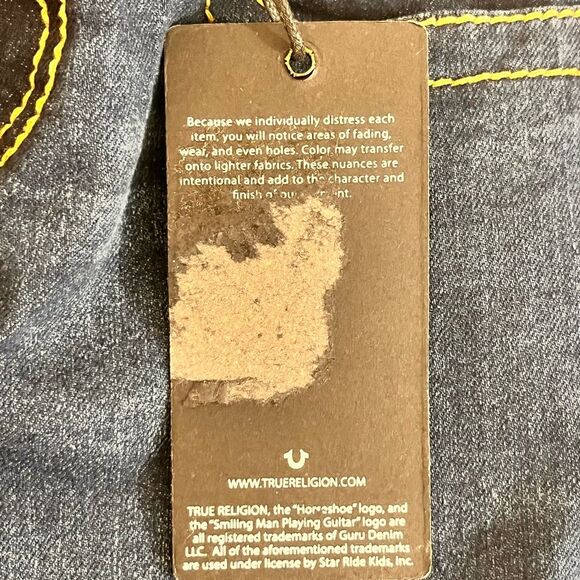 Because we individually distress each
item, you will notice areas of fading,
wear, and even holes. Color may transfer
onto lighter fabrics. These nuances are
intentional and add to the character and
finish of
WWW.TRUERELIGION.COM
TRUE RELIGION, the "Horseshoe" logo, and
the "Smiling Man Playing Guitar" logo are
all registered trademarks of Guru Denim
LLC. All of the aforementioned trademarks
are used under license by Star Ride Kids, Inc.